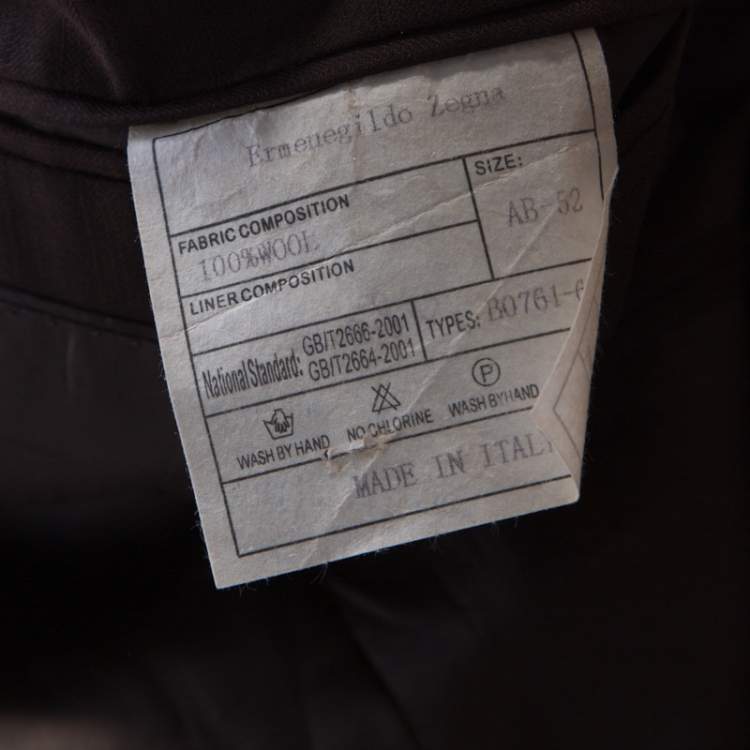 Ermenegildo Zegna
FABRIC COMPOSITION
100%WOOL
SIZE:
AB-52
LINER COMPOSITION
National Standard: GB/T2666-2001
GB/T2664-2001
TYPES: B0761-6
P
WASH BY HAND
NO CHLORINE
WASH BY HAND
MADE IN ITAL